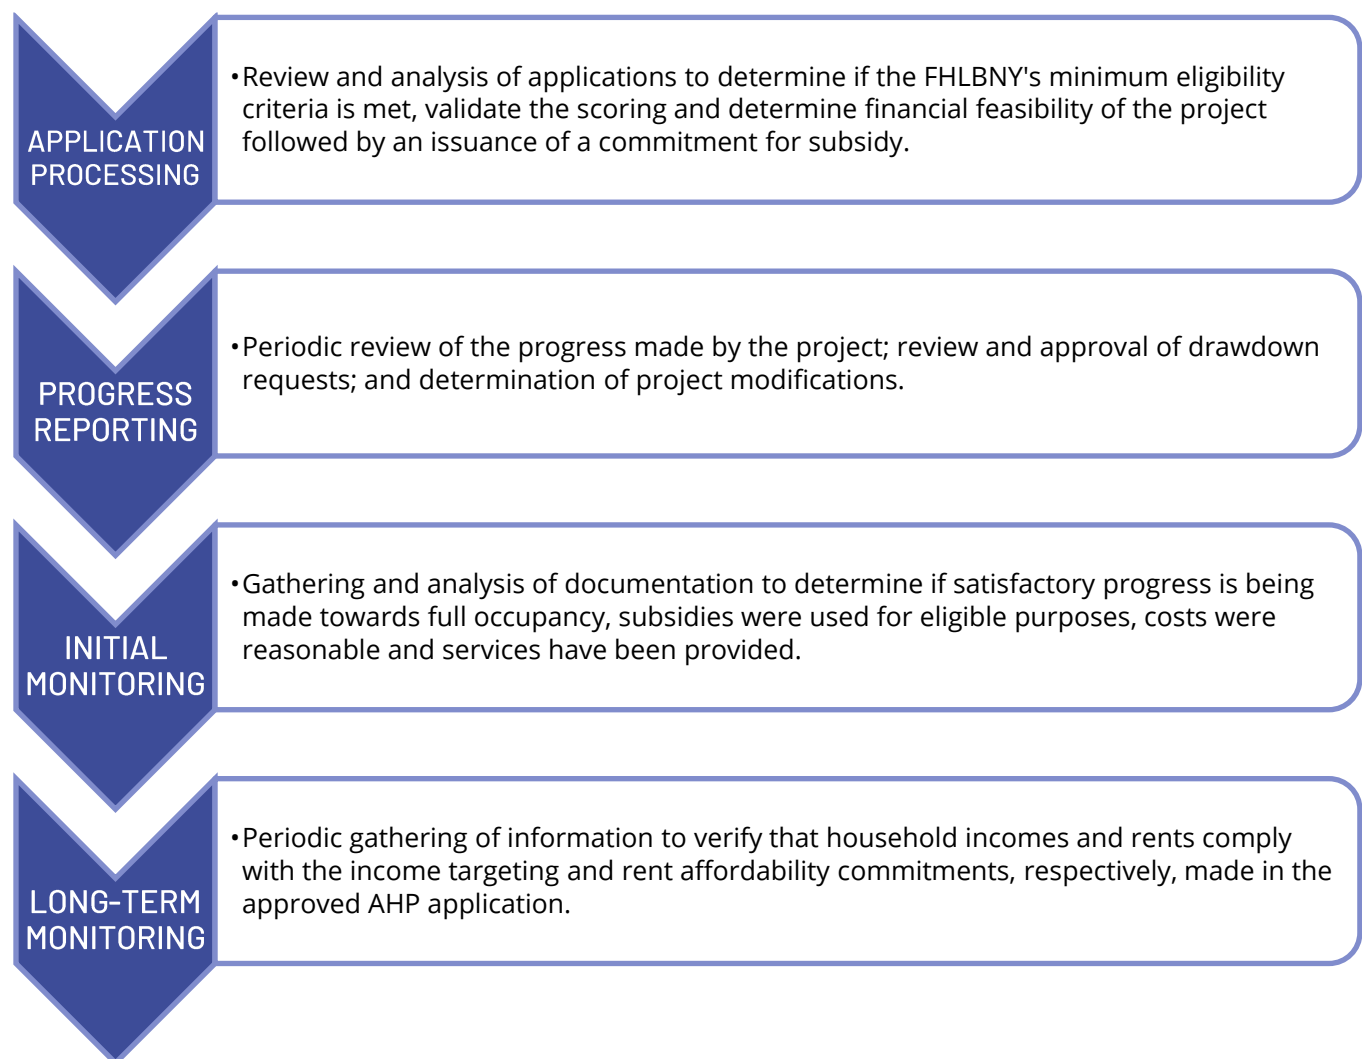 APPLICATION
PROCESSING
•Review and analysis of applications to determine if the FHLBNY's minimum eligibility
criteria is met, validate the scoring and determine financial feasibility of the project
followed by an issuance of a commitment for subsidy.
PROGRESS
REPORTING
•Periodic review of the progress made by the project; review and approval of drawdown
requests; and determination of project modifications.
INITIAL
MONITORING
•Gathering and analysis of documentation to determine if satisfactory progress is being
made towards full occupancy, subsidies were used for eligible purposes, costs were
reasonable and services have been provided.
LONG-TERM
MONITORING
•Periodic gathering of information to verify that household incomes and rents comply
with the income targeting and rent affordability commitments, respectively, made in the
approved AHP application.